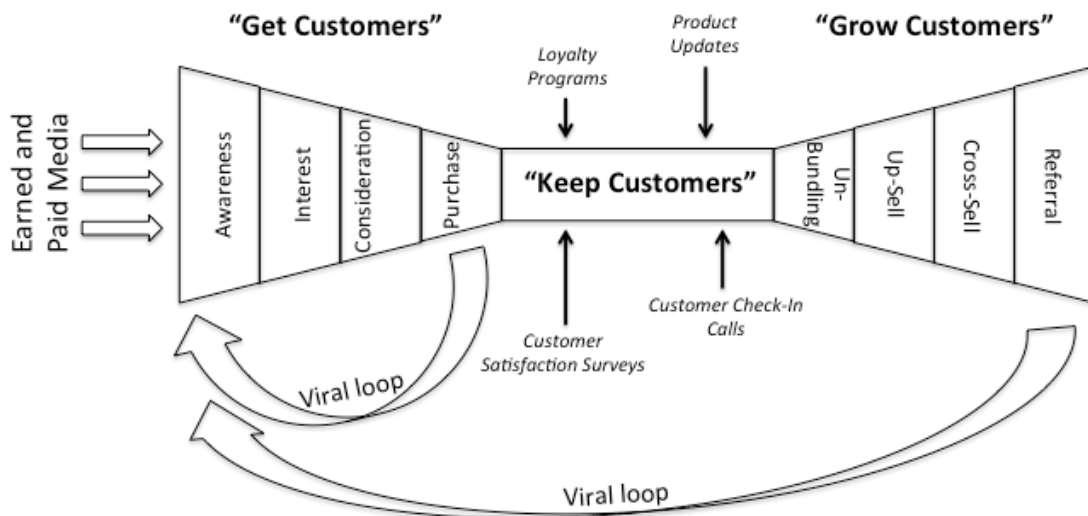 “Get Customers”
Product
Updates
“Grow Customers”
Loyalty
Programs
Earned and
Paid Media
Awareness
Interest
Consideration
Purchase
“Keep Customers”
Un-
Bundling
Up-Sell
Cross-Sell
Referral
Customer
Satisfaction Surveys
Customer Check-In
Calls
Viral loop
Viral loop